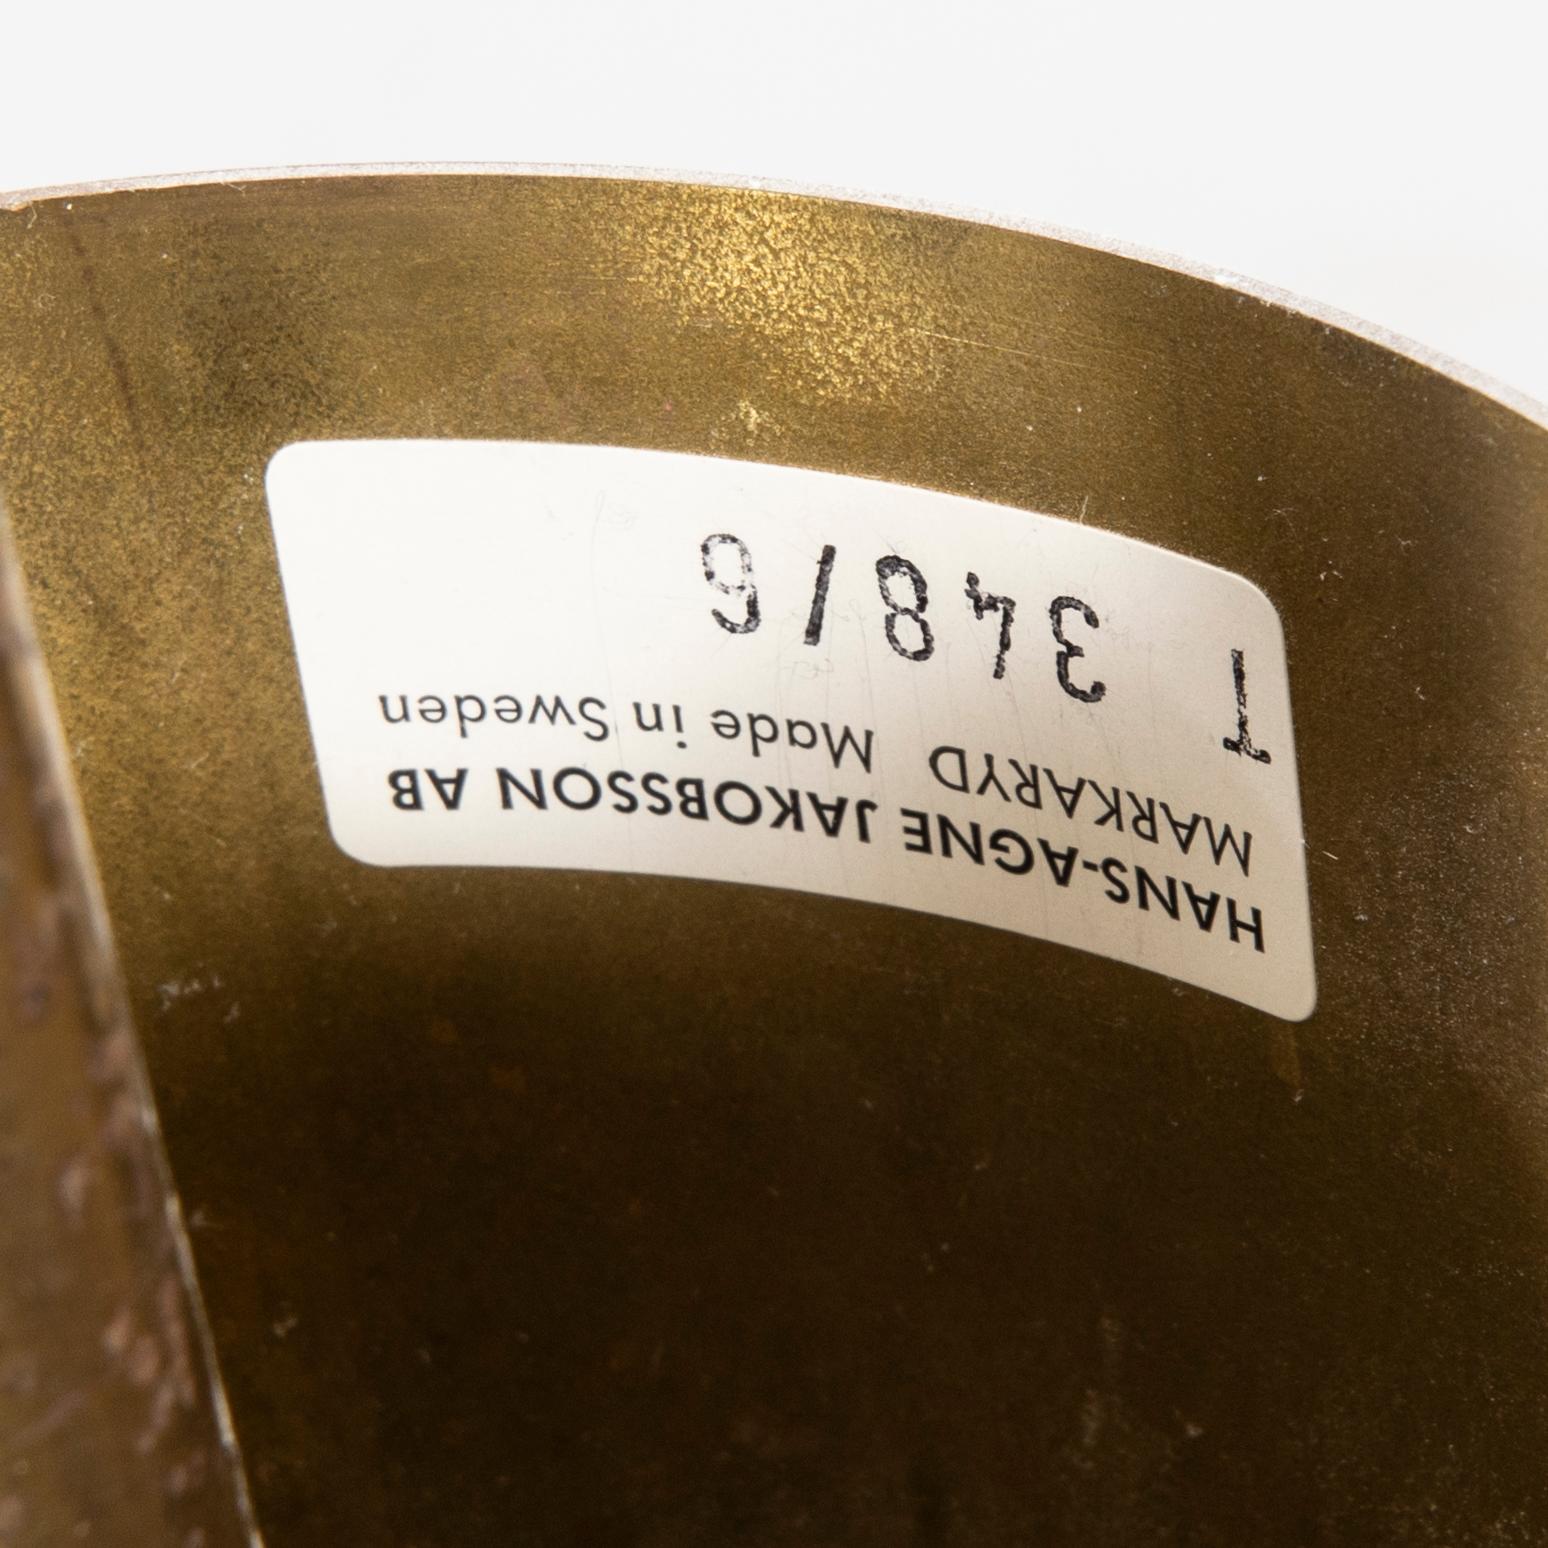 HANS-AGNE JAKOBSSON AB
MARKARYD Made in Sweden
T 348/6